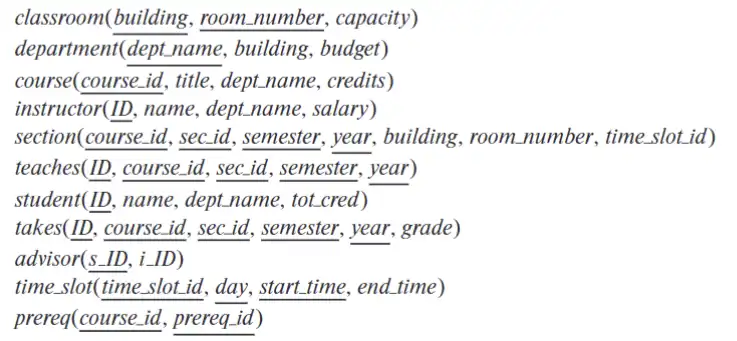 classroom(building, room_number, capacity)
department(dept_name, building, budget)
course(course_id, title, dept_name, credits)
instructor(ID, name, dept_name, salary)
section(course_id, sec_id, semester, year, building, room_number, time_slot_id)
teaches(ID, course_id, sec_id, semester, year)
student(ID, name, dept_name, tot_cred)
takes(ID, course_id, sec_id, semester, year, grade)
advisor(s_ID, i_ID)
time_slot(time_slot_id, day, start_time, end_time)
prereq(course_id, prereq_id)